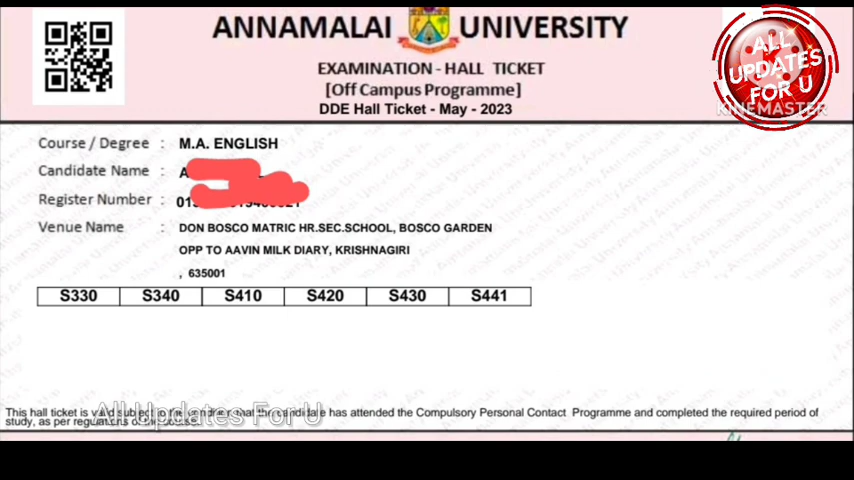 ANNAMALAI UNIVERSITY
EXAMINATION - HALL TICKET
[Off Campus Programme]
DDE Hall Ticket - May - 2023
ALL
UPDATES
FOR U
KINEMASTER
Course / Degree : M.A. ENGLISH
Candidate Name : A
Register Number :
Venue Name : DON BOSCO MATRIC HR.SEC.SCHOOL, BOSCO GARDEN
OPP TO AAVIN MILK DIARY, KRISHNAGIRI
, 635001
S330 S340 S410 S420 S430 S441
This hall ticket is valid subject to the condition that the candidate has attended the Compulsory Personal Contact Programme and completed the required period of
study, as per regulations of the
All Updates For U